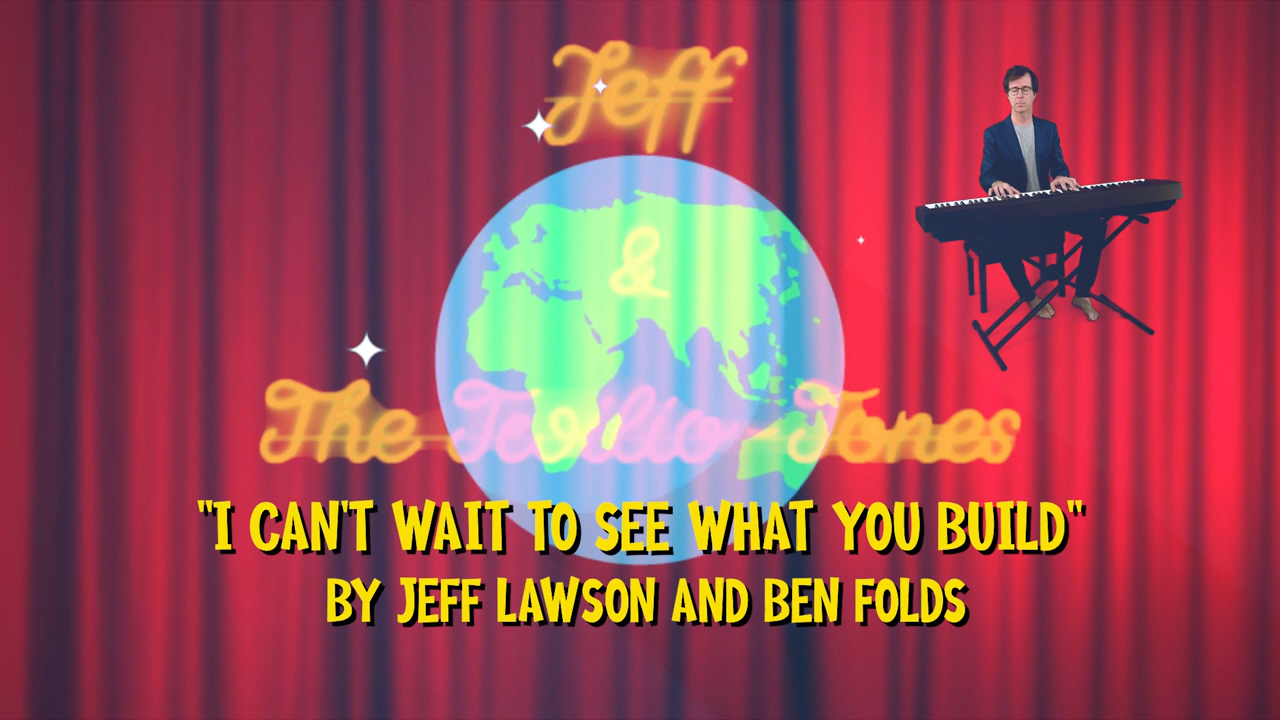 Jeff
&
The Twilio-Tones
"I CAN'T WAIT TO SEE WHAT YOU BUILD"
BY JEFF LAWSON AND BEN FOLDS